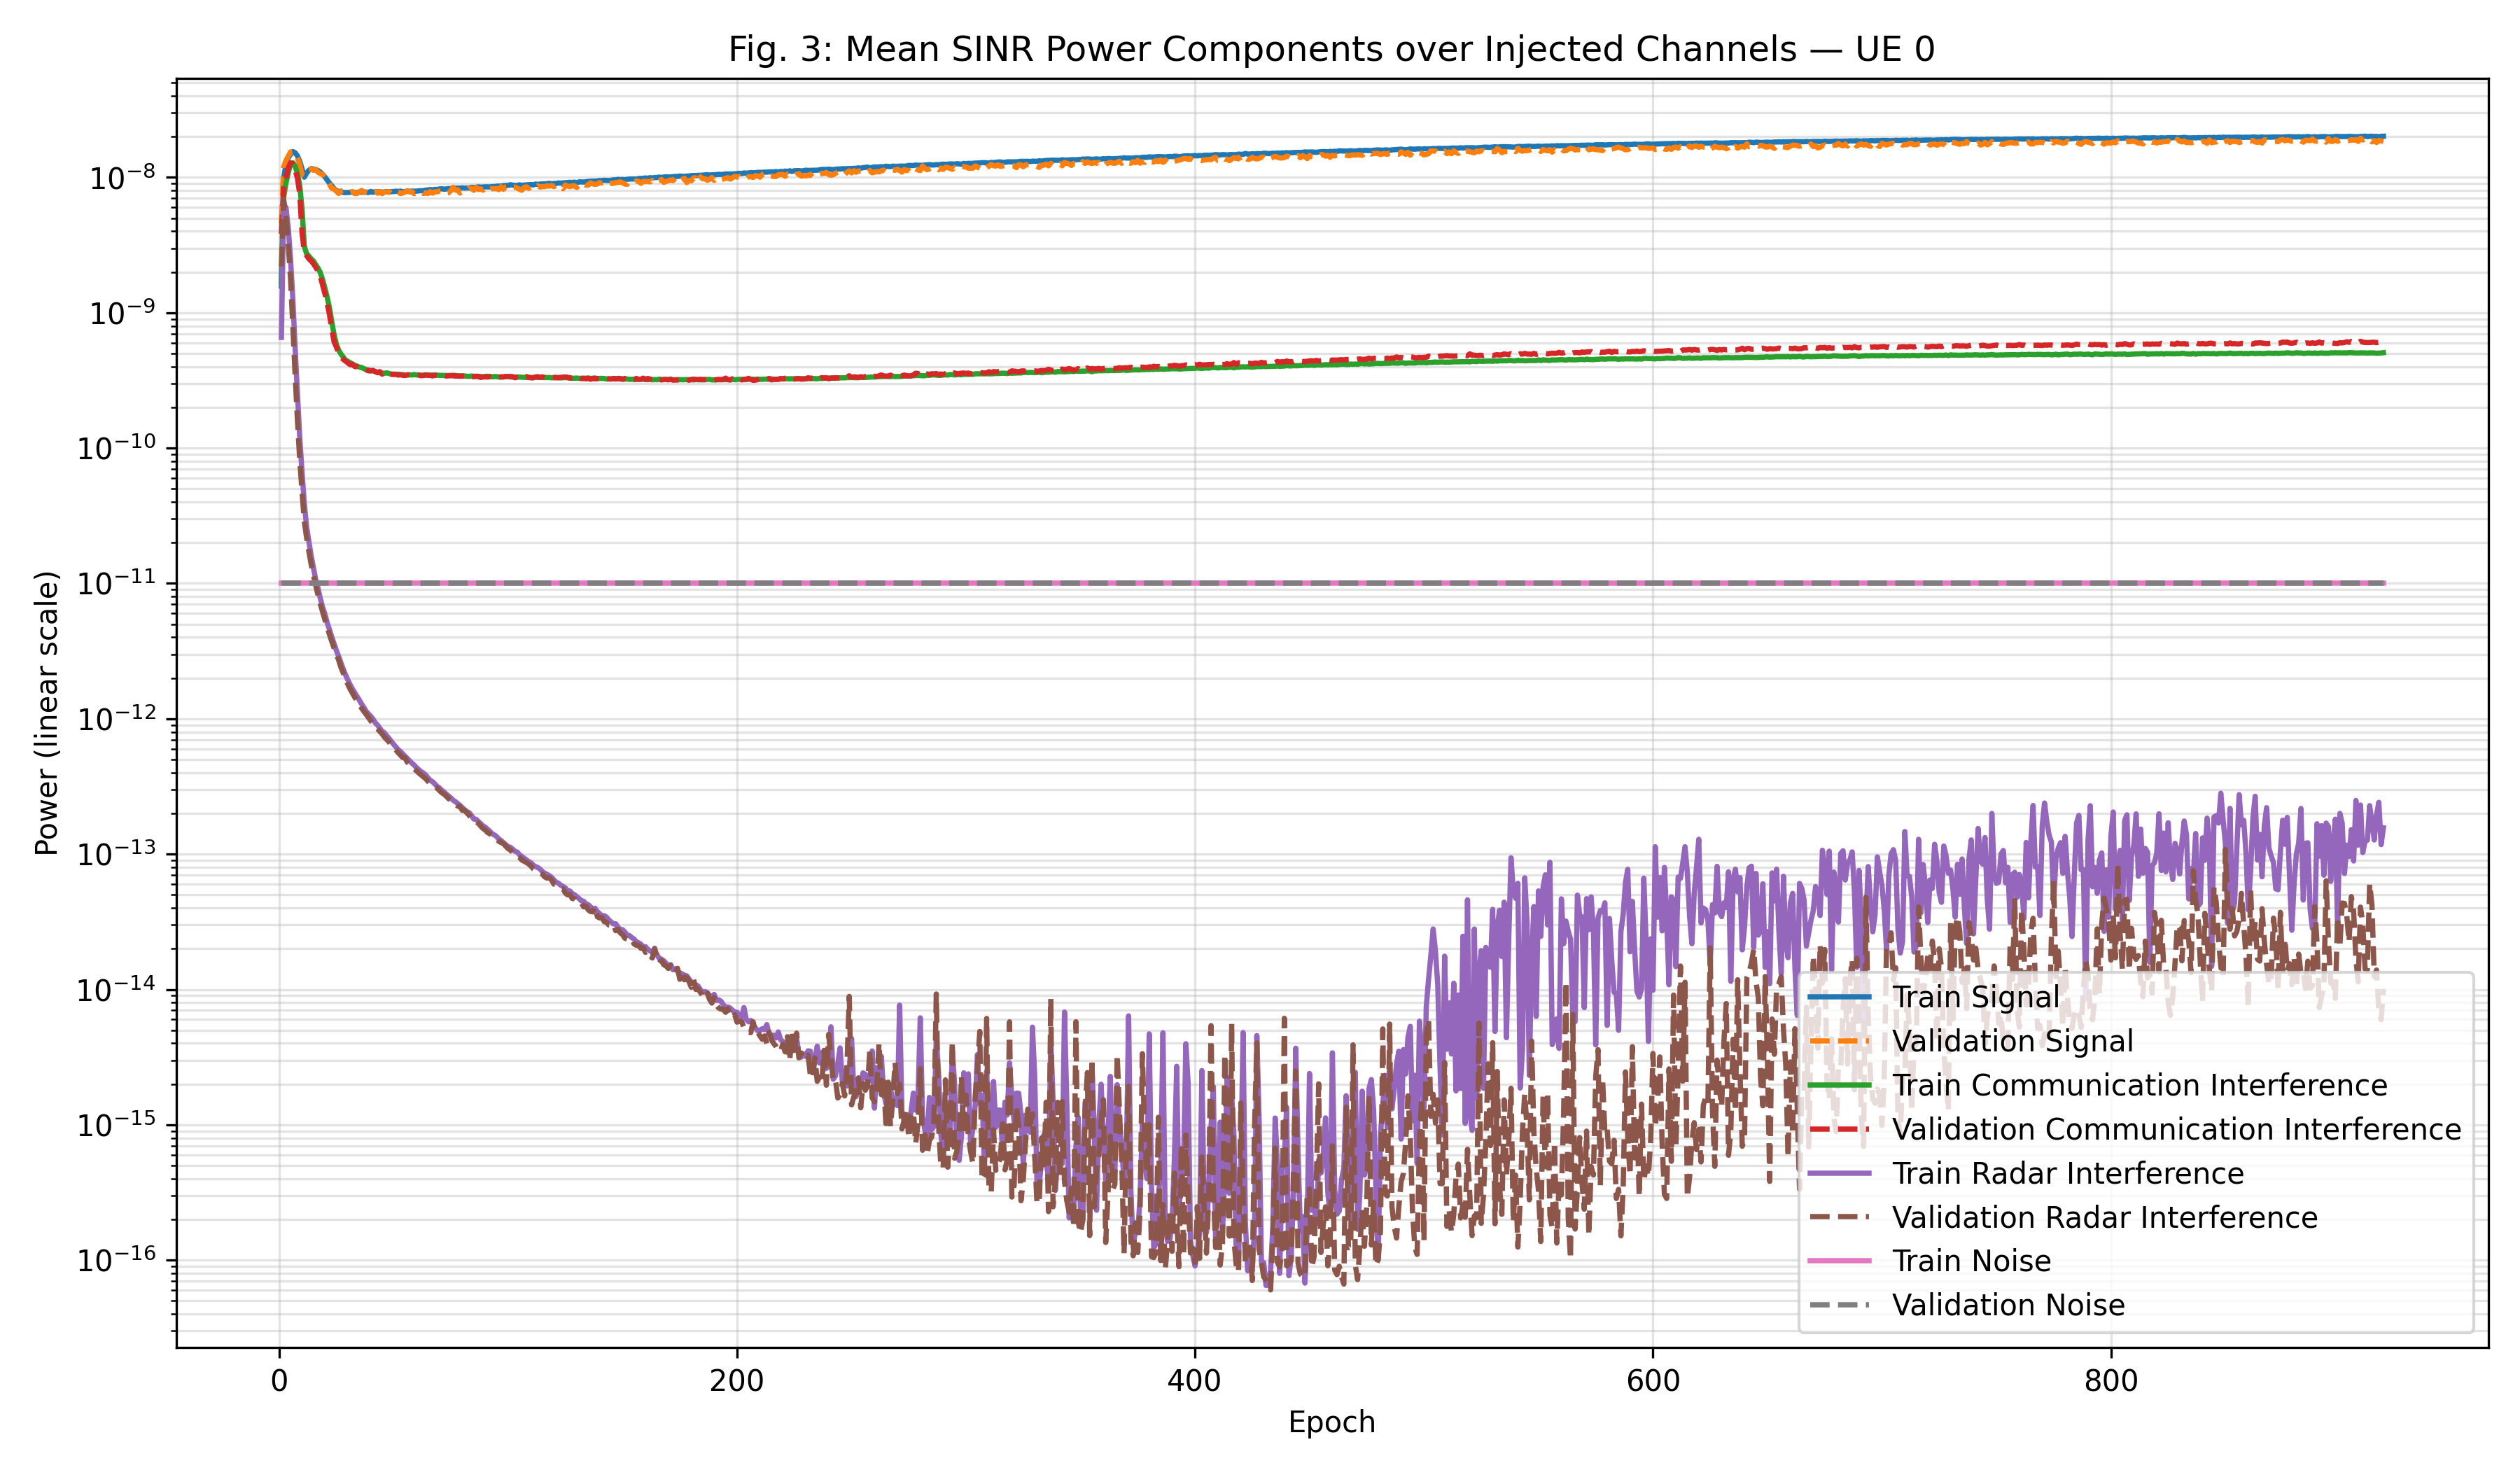 Fig. 3: Mean SINR Power Components over Injected Channels — UE 0
Power (linear scale)
10⁻⁸
10⁻⁹
10⁻¹⁰
10⁻¹¹
10⁻¹²
10⁻¹³
10⁻¹⁴
10⁻¹⁵
10⁻¹⁶
Train Signal
Validation Signal
Train Communication Interference
Validation Communication Interference
Train Radar Interference
Validation Radar Interference
Train Noise
Validation Noise
0 200 400 600 800
Epoch